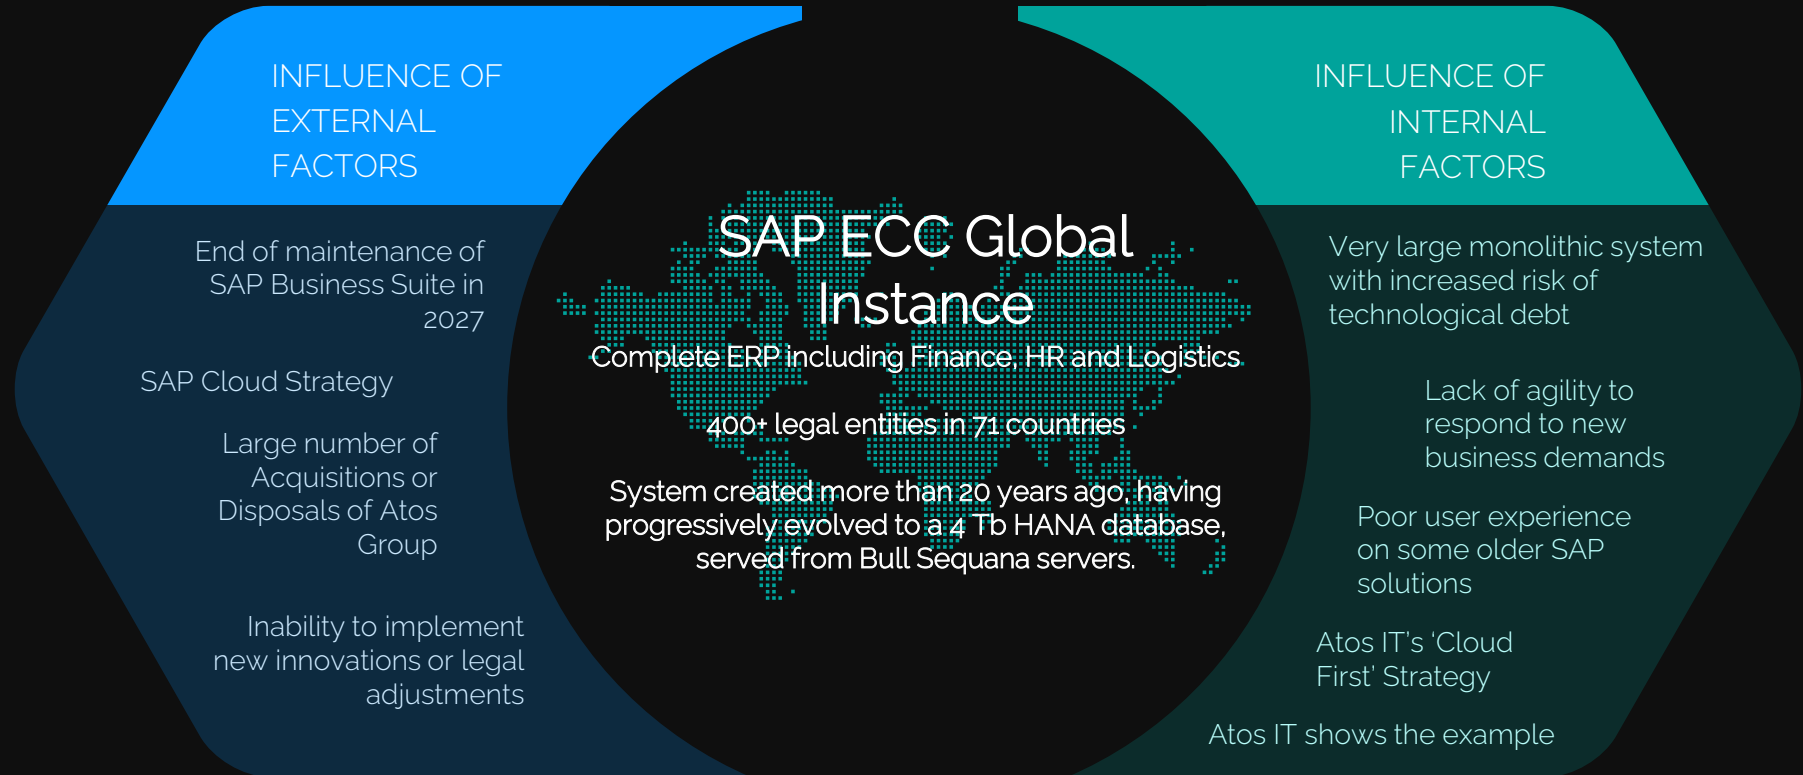 INFLUENCE OF
EXTERNAL
FACTORS
End of maintenance of
SAP Business Suite in
2027
SAP Cloud Strategy
Large number of
Acquisitions or
Disposals of Atos
Group
Inability to implement
new innovations or legal
adjustments
SAP ECC Global
Instance
Complete ERP including Finance, HR and Logistics
400+ legal entities in 71 countries
System created more than 20 years ago, having
progressively evolved to a 4 Tb HANA database,
served from Bull Sequana servers.
INFLUENCE OF
INTERNAL
FACTORS
Very large monolithic system
with increased risk of
technological debt
Lack of agility to
respond to new
business demands
Poor user experience
on some older SAP
solutions
Atos IT’s ‘Cloud
First’ Strategy
Atos IT shows the example